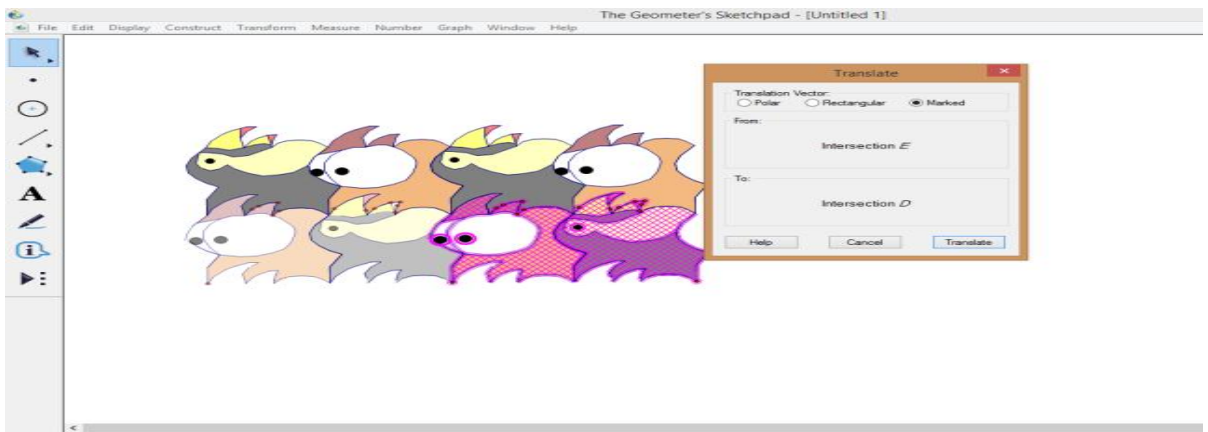 The Geometer's Sketchpad - [Untitled 1]
File Edit Display Construct Transform Measure Number Graph Window Help
A
Translate
Translation Vector:
Polar Rectangular Marked
From:
Intersection E
To:
Intersection D
Help Cancel Translate